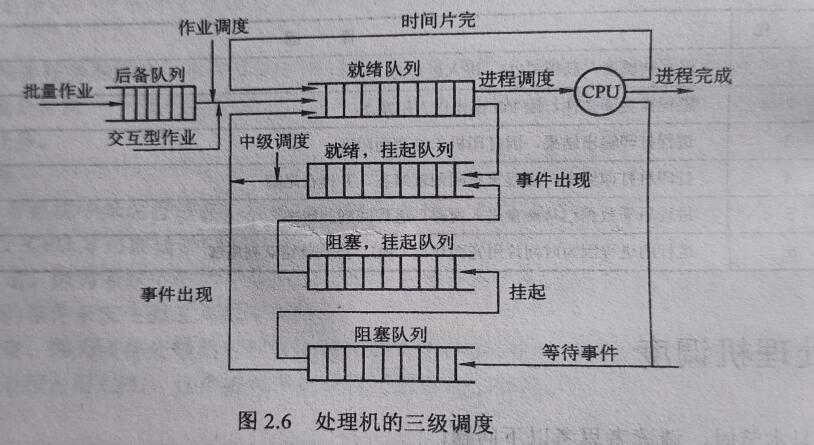 作业调度
时间片完
后备队列
就绪队列
进程调度
CPU
进程完成
批量作业
交互型作业
中级调度
就绪，挂起队列
事件出现
阻塞，挂起队列
事件出现
挂起
阻塞队列
等待事件
图 2.6 处理机的三级调度